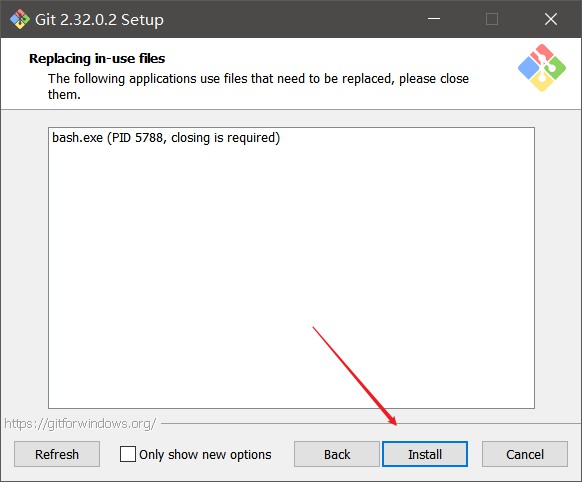 Git 2.32.0.2 Setup
Replacing in-use files
The following applications use files that need to be replaced, please close
them.
bash.exe (PID 5788, closing is required)
https://gitforwindows.org/
Refresh
Only show new options
Back
Install
Cancel